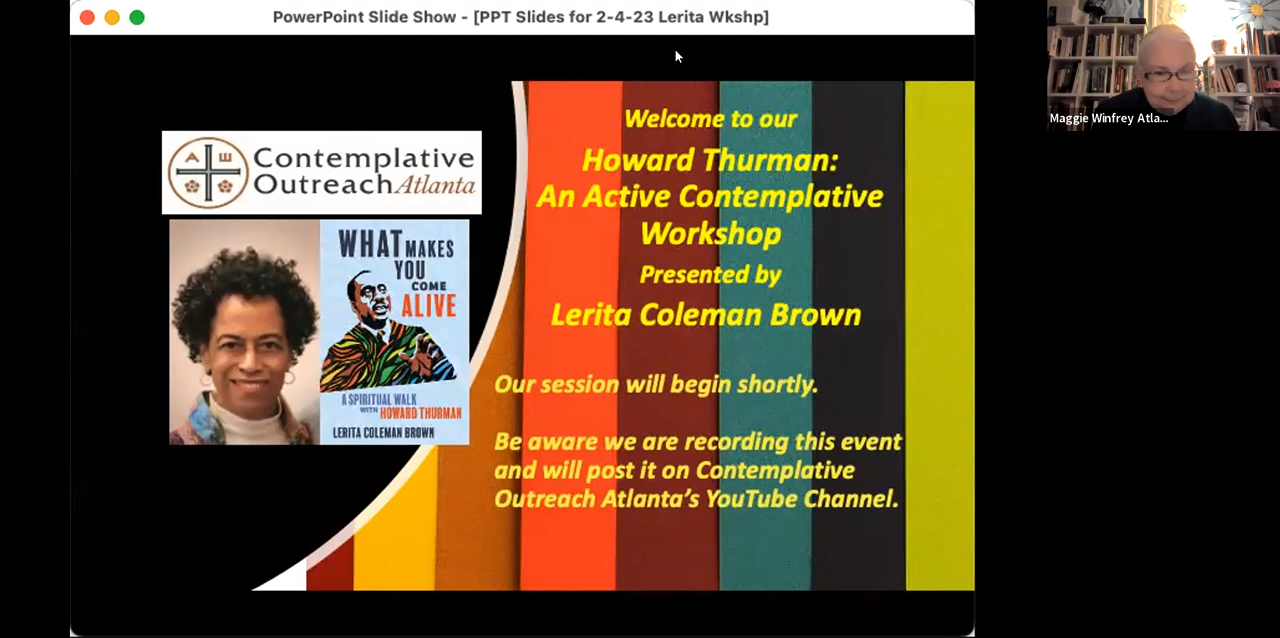 PowerPoint Slide Show - [PPT Slides for 2-4-23 Lerita Wkshp]
Maggie Winfrey Atla...
A Ш
Contemplative
Outreach Atlanta
WHAT MAKES
YOU
COME
ALIVE
A SPIRITUAL WALK
WITH HOWARD THURMAN
LERITA COLEMAN BROWN
Welcome to our
Howard Thurman:
An Active Contemplative
Workshop
Presented by
Lerita Coleman Brown
Our session will begin shortly.
Be aware we are recording this event
and will post it on Contemplative
Outreach Atlanta’s YouTube Channel.